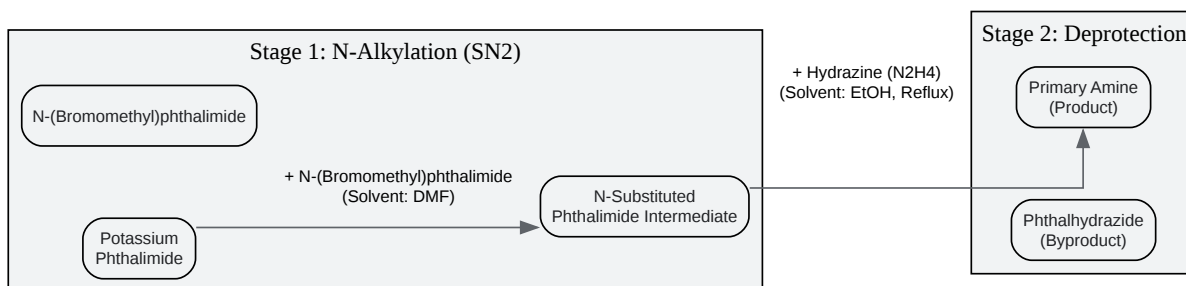 Stage 1: N-Alkylation (SN2)
N-(Bromomethyl)phthalimide
+ N-(Bromomethyl)phthalimide
(Solvent: DMF)
Potassium
Phthalimide
N-Substituted
Phthalimide Intermediate
+ Hydrazine (N2H4)
(Solvent: EtOH, Reflux)
Stage 2: Deprotection
Primary Amine
(Product)
Phthalhydrazide
(Byproduct)